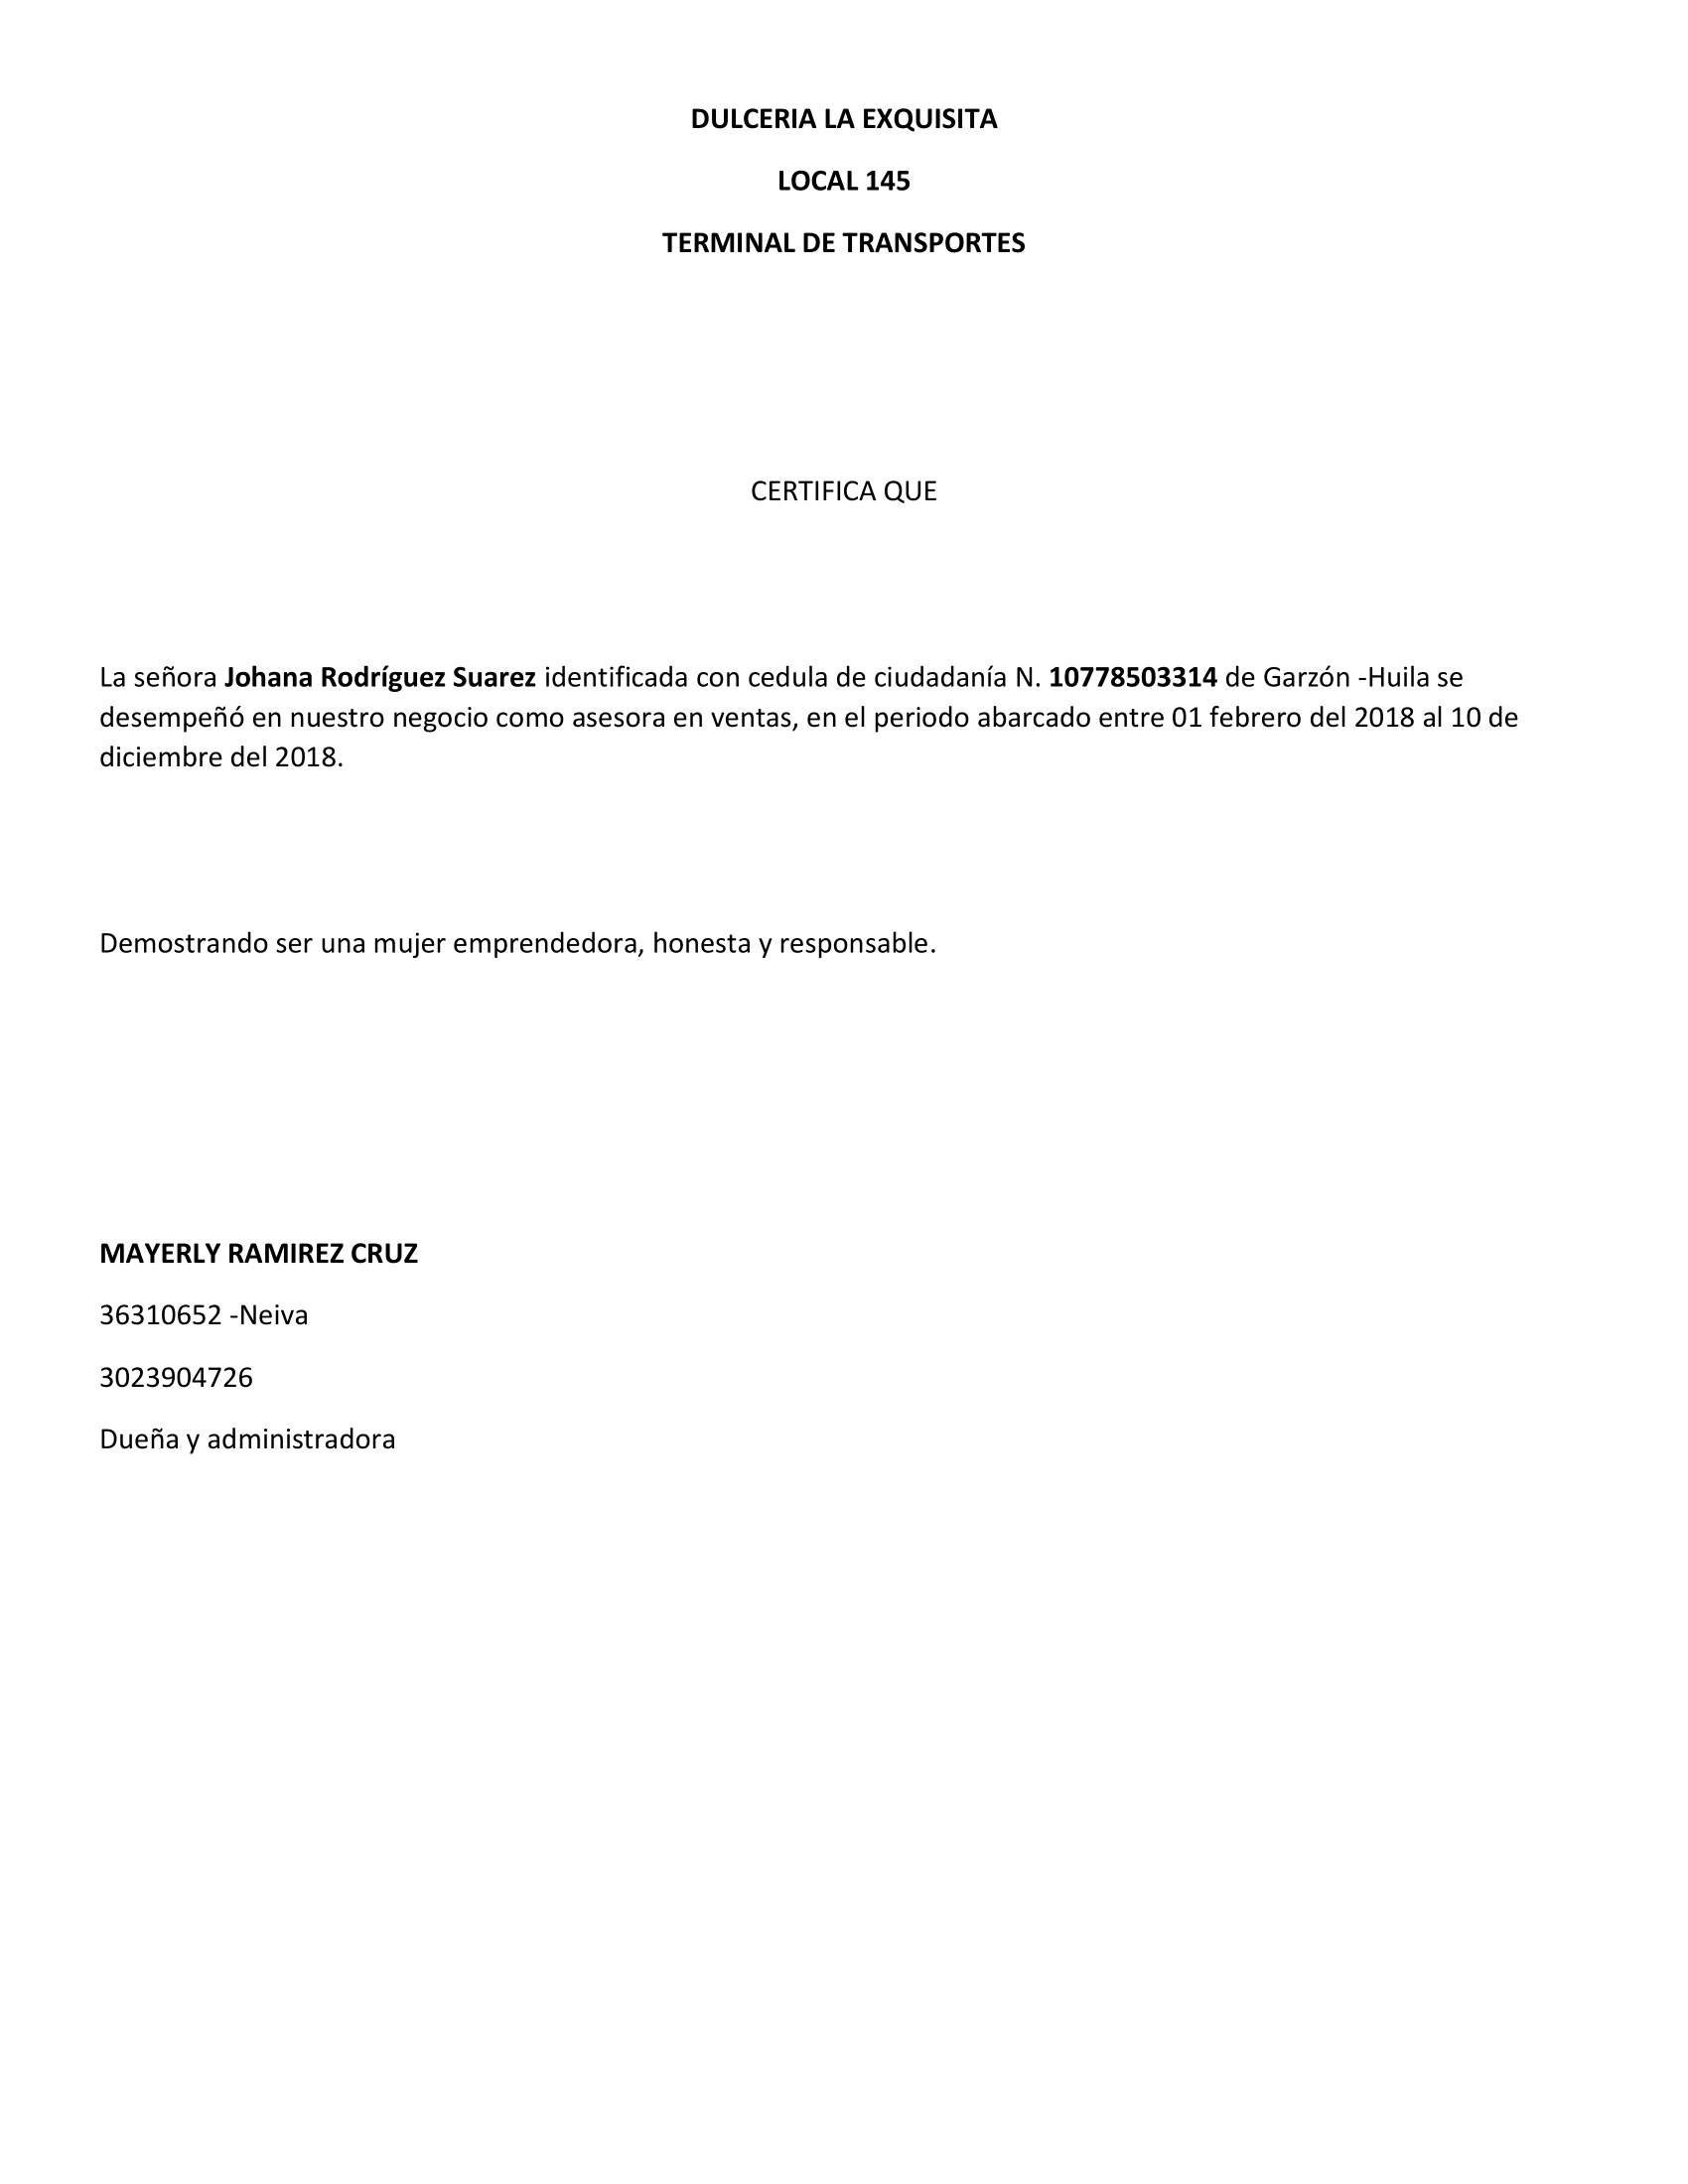 DULCERIA LA EXQUISITA
LOCAL 145
TERMINAL DE TRANSPORTES
CERTIFICA QUE
La señora Johana Rodríguez Suarez identificada con cedula de ciudadanía N. 10778503314 de Garzón -Huila se
desempeñó en nuestro negocio como asesora en ventas, en el periodo abarcado entre 01 febrero del 2018 al 10 de
diciembre del 2018.
Demostrando ser una mujer emprendedora, honesta y responsable.
MAYERLY RAMIREZ CRUZ
36310652 -Neiva
3023904726
Dueña y administradora